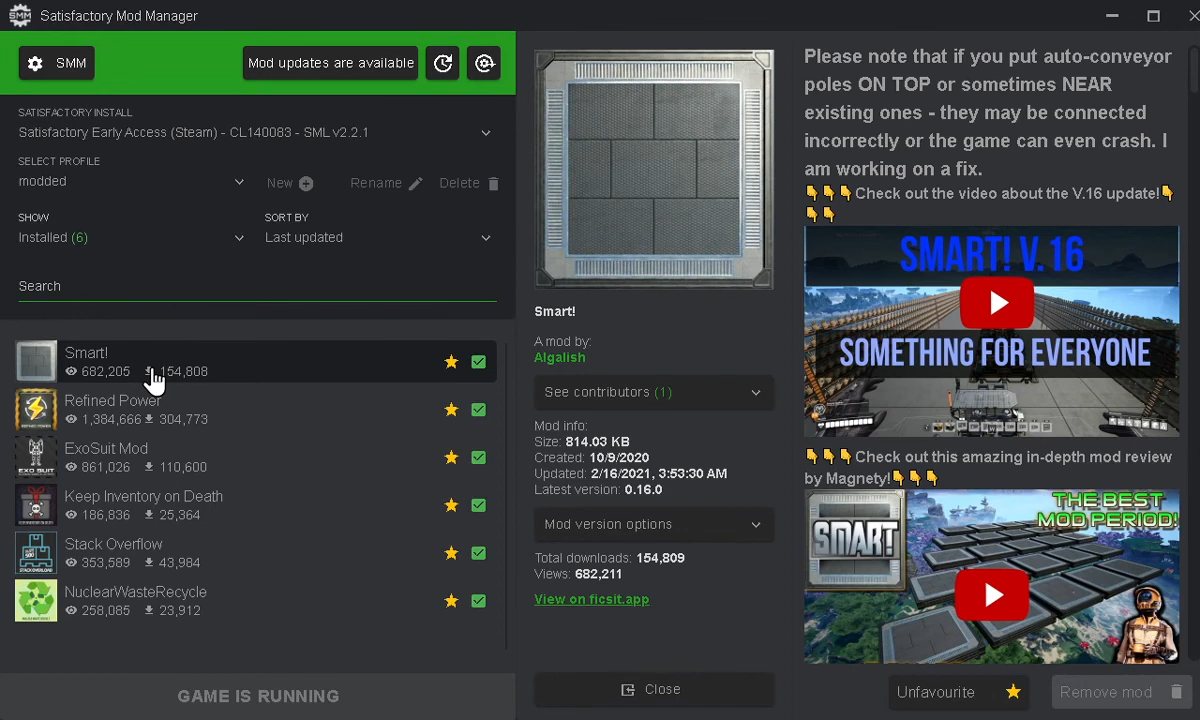 SMM Satisfactory Mod Manager
SMM
Mod updates are available
SATISFACTORY INSTALL
Satisfactory Early Access (Steam) - CL140083 - SML v2.2.1
SELECT PROFILE
modded
New
Rename
Delete
SHOW
Installed (6)
SORT BY
Last updated
Search
Smart!
682,205 154,808
Refined Power
1,384,666 304,773
ExoSuit Mod
861,026 110,600
Keep Inventory on Death
186,836 25,364
Stack Overflow
353,589 43,984
NuclearWasteRecycle
258,085 23,912
GAME IS RUNNING
Smart!
A mod by:
Algalish
See contributors (1)
Mod info:
Size: 814.03 KB
Created: 10/9/2020
Updated: 2/16/2021, 3:53:30 AM
Latest version: 0.16.0
Mod version options
Total downloads: 154,809
Views: 682,211
View on ficsit.app
Close
Please note that if you put auto-conveyor
poles ON TOP or sometimes NEAR
existing ones - they may be connected
incorrectly or the game can even crash. I
am working on a fix.
👇👇👇Check out the video about the V.16 update!👇
👇👇
SMART! V.16
SOMETHING FOR EVERYONE
👇👇👇Check out this amazing in-depth mod review
by Magnety!👇👇👇
SMART
THE BEST
MOD PERIOD!
Unfavourite
Remove mod